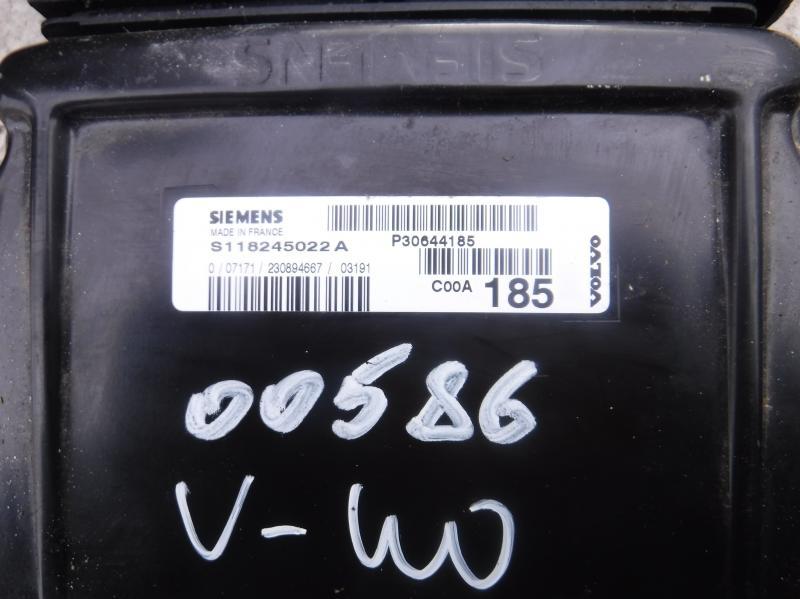 SIEMENS
SIEMENS
MADE IN FRANCE
S118245022 A
P30644185
0 / 07171 / 230894667 / 03191
C00A 185
VOLVO
00586
V-40